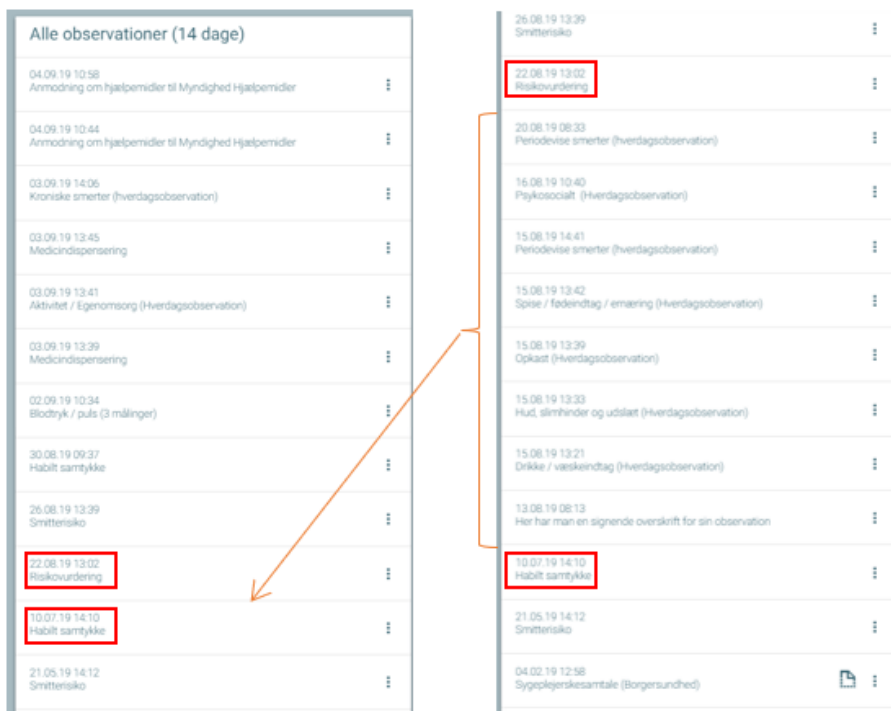 Alle observationer (14 dage)
04.09.19 10:58
Anmodning om hjælpemidler til Myndighed Hjælpemidler
04.09.19 10:44
Anmodning om hjælpemidler til Myndighed Hjælpemidler
03.09.19 14:06
Kroniske smerter (hverdagsobservation)
03.09.19 13:45
Medicindispensering
03.09.19 13:41
Aktivitet / Egenomsorg (Hverdagsobservation)
03.09.19 13:39
Medicindispensering
02.09.19 10:34
Blodtryk / puls (3 målinger)
30.08.19 09:37
Habilt samtykke
26.08.19 13:39
Smitterisiko
22.08.19 13:02
Risikovurdering
10.07.19 14:10
Habilt samtykke
21.05.19 14:12
Smitterisiko
26.08.19 13:39
Smitterisiko
22.08.19 13:02
Risikovurdering
20.08.19 08:33
Periodevise smerter (hverdagsobservation)
16.08.19 10:40
Psykosocialt (Hverdagsobservation)
15.08.19 14:41
Periodevise smerter (hverdagsobservation)
15.08.19 13:42
Spise / fødeindtag / ernæring (Hverdagsobservation)
15.08.19 13:39
Opkast (Hverdagsobservation)
15.08.19 13:33
Hud, slimhinder og udslæt (Hverdagsobservation)
15.08.19 13:21
Drikke / væskeindtag (Hverdagsobservation)
13.08.19 08:13
Her har man en signende overskrift for sin observation
10.07.19 14:10
Habilt samtykke
21.05.19 14:12
Smitterisiko
04.02.19 12:58
Sygeplejerskesamtale (Borgersundhed)